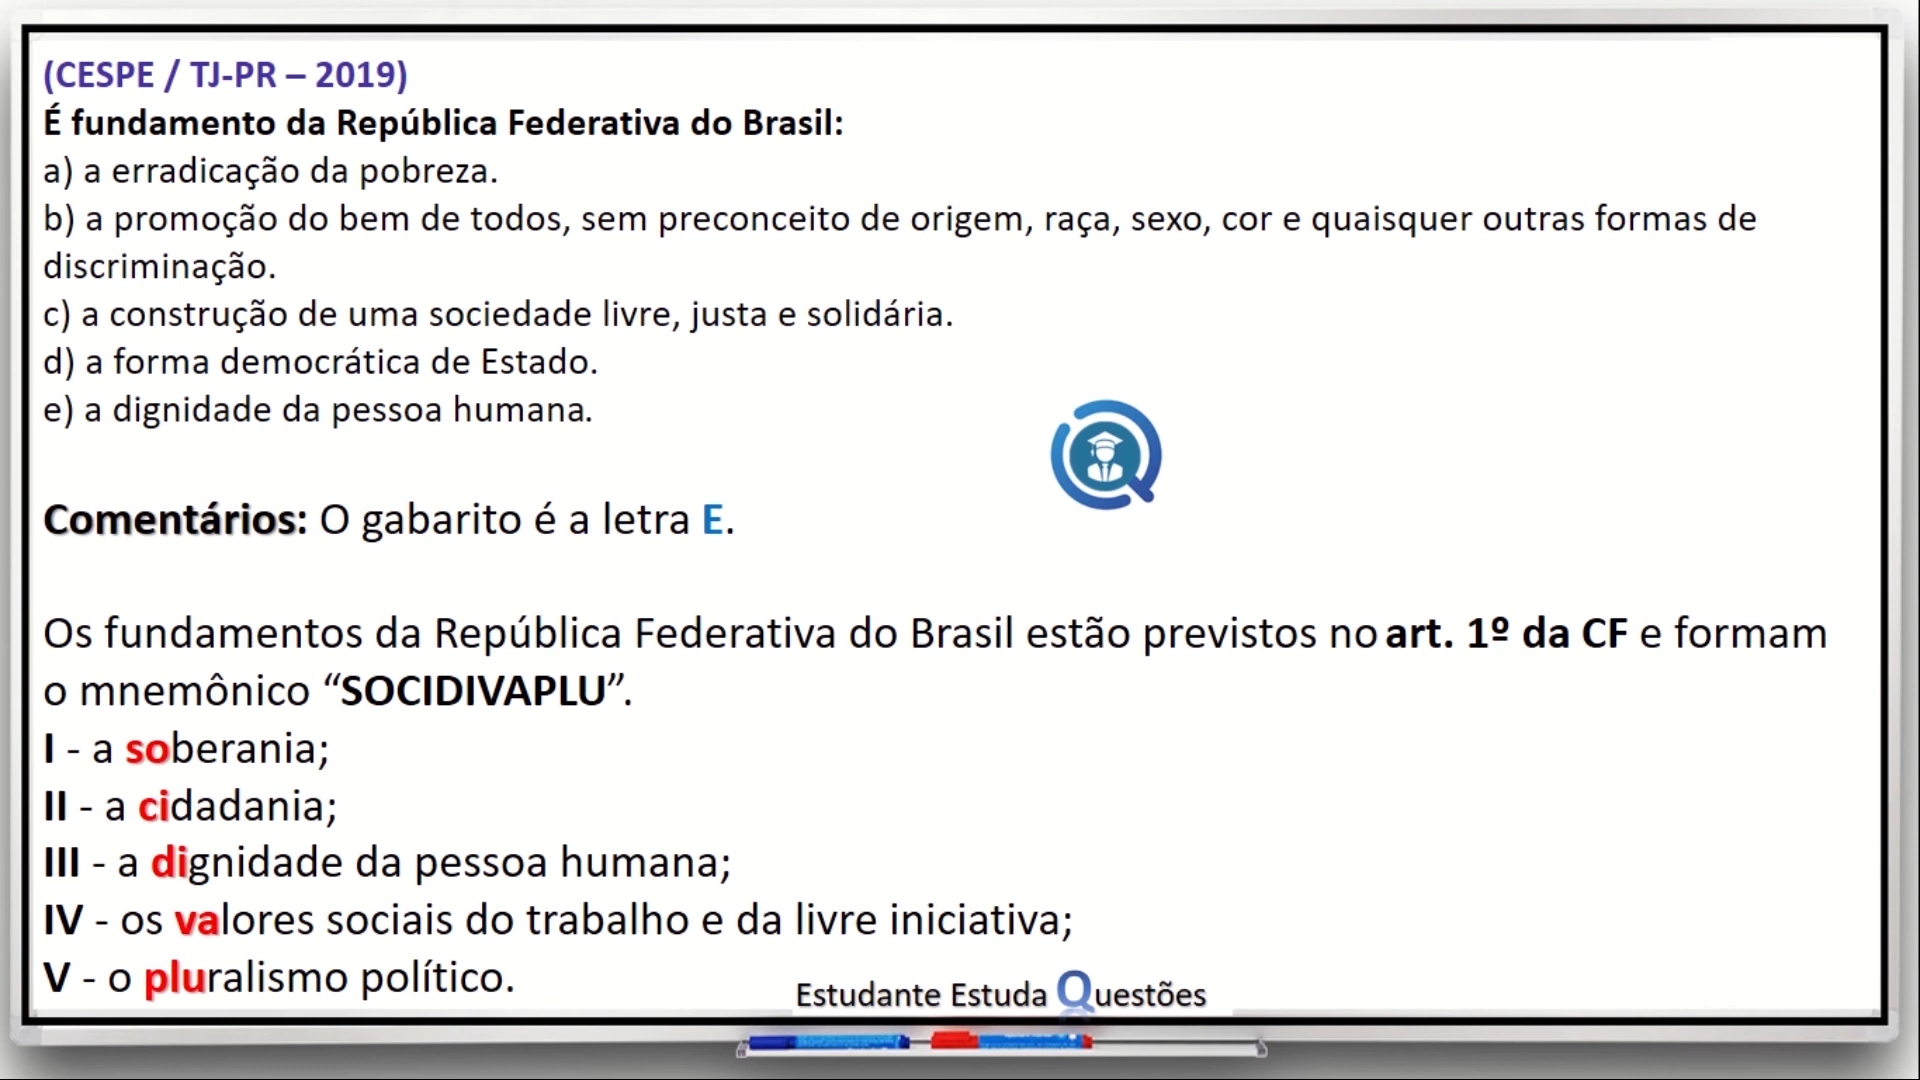 (CESPE / TJ-PR – 2019)
É fundamento da República Federativa do Brasil:
a) a erradicação da pobreza.
b) a promoção do bem de todos, sem preconceito de origem, raça, sexo, cor e quaisquer outras formas de
discriminação.
c) a construção de uma sociedade livre, justa e solidária.
d) a forma democrática de Estado.
e) a dignidade da pessoa humana.
Comentários: O gabarito é a letra E.
Os fundamentos da República Federativa do Brasil estão previstos no art. 1º da CF e formam
o mnemônico “SOCIDIVAPLU”.
I - a soberania;
II - a cidadania;
III - a dignidade da pessoa humana;
IV - os valores sociais do trabalho e da livre iniciativa;
V - o pluralismo político.
Estudante Estuda Questões